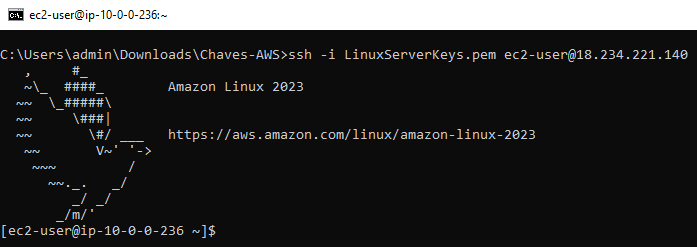 ec2-user@ip-10-0-0-236:~
C:\Users\admin\Downloads\Chaves-AWS>ssh -i LinuxServerKeys.pem ec2-user@18.234.221.140
   ,     #_
   ~\_  ####_        Amazon Linux 2023
  ~~  \_#####\
  ~~     \###|
  ~~       \#/ ___   https://aws.amazon.com/linux/amazon-linux-2023
   ~~       V~' '->
    ~~~         /
      ~~._.   _/
         _/ _/
       _/m/'
[ec2-user@ip-10-0-0-236 ~]$